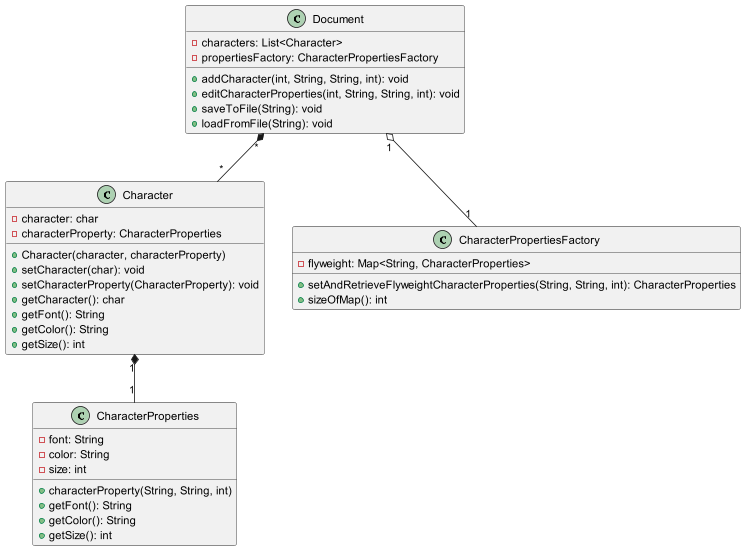 C Document
characters: List<Character>
propertiesFactory: CharacterPropertiesFactory
addCharacter(int, String, String, int): void
editCharacterProperties(int, String, String, int): void
saveToFile(String): void
loadFromFile(String): void
*
1
*
1
C Character
character: char
characterProperty: CharacterProperties
Character(character, characterProperty)
setCharacter(char): void
setCharacterProperty(CharacterProperty): void
getCharacter(): char
getFont(): String
getColor(): String
getSize(): int
C CharacterPropertiesFactory
flyweight: Map<String, CharacterProperties>
setAndRetrieveFlyweightCharacterProperties(String, String, int): CharacterProperties
sizeOfMap(): int
1
1
C CharacterProperties
font: String
color: String
size: int
characterProperty(String, String, int)
getFont(): String
getColor(): String
getSize(): int